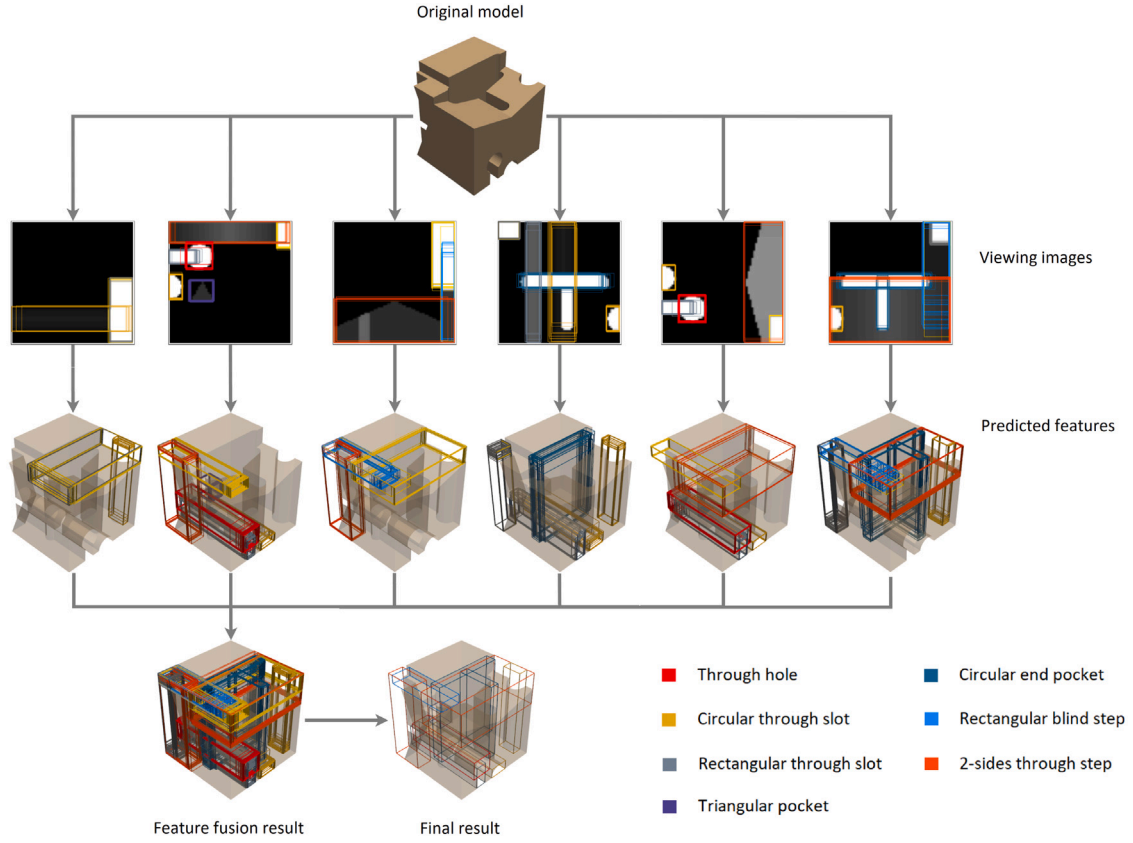 Original model
Viewing images
Predicted features
Through hole
Circular end pocket
Circular through slot
Rectangular blind step
Rectangular through slot
2-sides through step
Triangular pocket
Feature fusion result
Final result